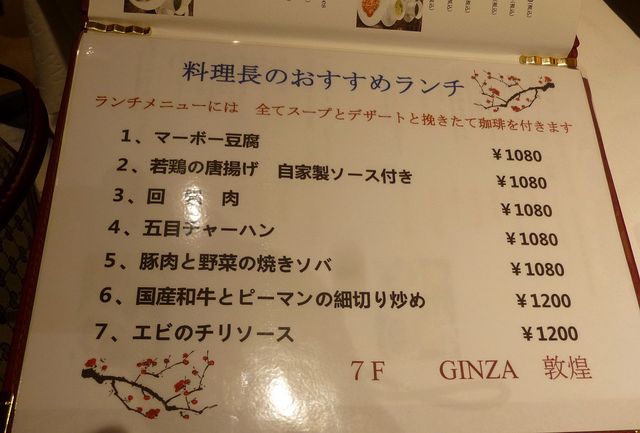 料理長のおすすめランチ
ランチメニューには 全てスープとデザートと挽きたて珈琲を付きます
1、マーボー豆腐 ¥1080
2、若鶏の唐揚げ 自家製ソース付き ¥1080
3、回 肉 ¥1080
4、五目チャーハン ¥1080
5、豚肉と野菜の焼きソバ ¥1080
6、国産和牛とピーマンの細切り炒め ¥1200
7、エビのチリソース ¥1200
7F GINZA 敦煌